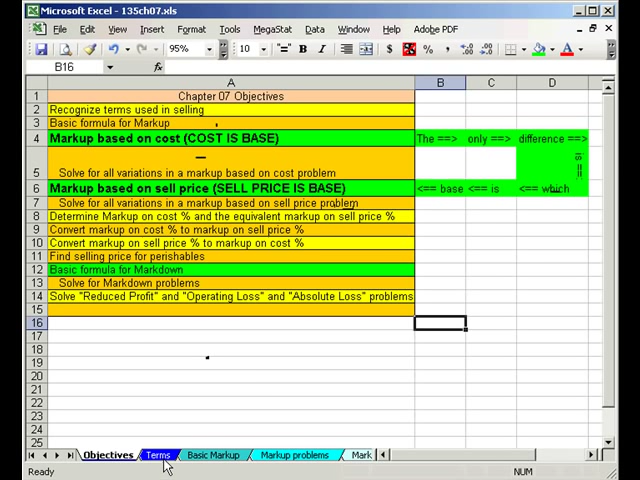 Microsoft Excel - 135ch07.xls
File Edit View Insert Format Tools MegaStat Data Window Help Adobe PDF
95% 10 B I $ % ,
B16 fx
A B C D
1 Chapter 07 Objectives
2 Recognize terms used in selling
3 Basic formula for Markup
4 Markup based on cost (COST IS BASE) The ==> only ==> difference ==>
5 Solve for all variations in a markup based on cost problem is ==>
6 Markup based on sell price (SELL PRICE IS BASE) <== base <== is <== which
7 Solve for all variations in a markup based on sell price problem
8 Determine Markup on cost % and the equivalent markup on sell price %
9 Convert markup on cost % to markup on sell price %
10 Convert markup on sell price % to markup on cost %
11 Find selling price for perishables
12 Basic formula for Markdown
13 Solve for Markdown problems
14 Solve "Reduced Profit" and "Operating Loss" and "Absolute Loss" problems
15
16
17
18
19
20
21
22
23
24
25
Objectives Terms Basic Markup Markup problems Mark
Ready NUM